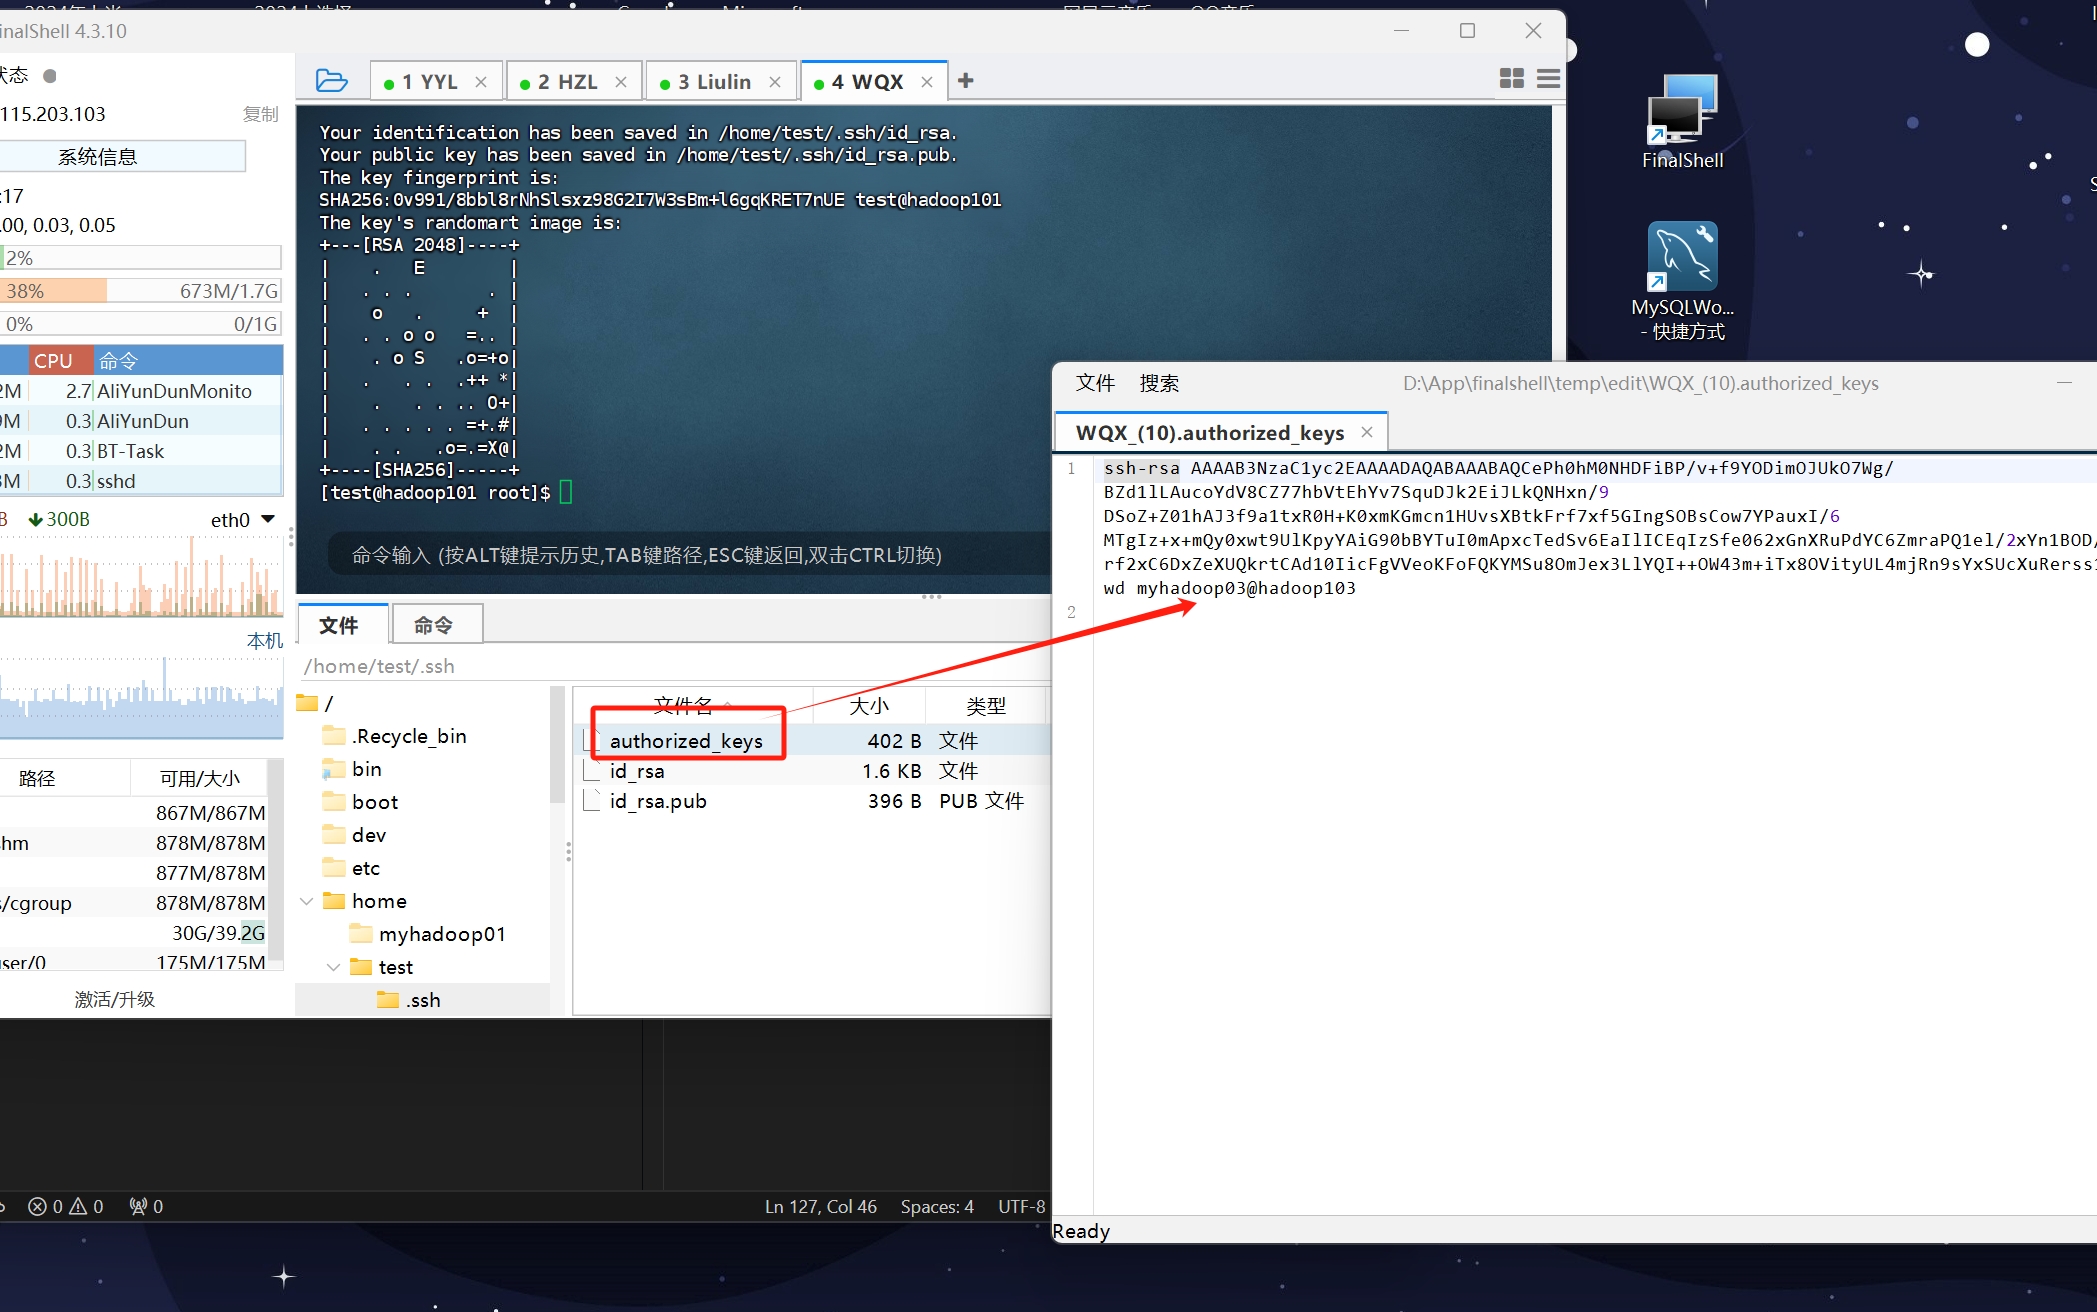 inalShell 4.3.10
状态
115.203.103
复制
系统信息
:17
.00, 0.03, 0.05
2%
38% 673M/1.7G
0% 0/1G
CPU 命令
2M 2.7 AliYunDunMonito
9M 0.3 AliYunDun
2M 0.3 BT-Task
3M 0.3 sshd
B 300B eth0
本机
路径 可用/大小
867M/867M
hm 878M/878M
877M/878M
s/cgroup 878M/878M
30G/39.2G
ser/0 175M/175M
激活/升级
1 YYL
2 HZL
3 Liulin
4 WQX
Your identification has been saved in /home/test/.ssh/id_rsa.
Your public key has been saved in /home/test/.ssh/id_rsa.pub.
The key fingerprint is:
SHA256:0v991/8bbl8rNhSlsxz98G2I7W3sBm+l6gqKRET7nUE test@hadoop101
The key's randomart image is:
+---[RSA 2048]----+
|    .   E        |
|   . . .       . |
|    o   .     +  |
|   . . o o   =.. |
|    . o S   .o=+o|
|   .   . .  .++ *|
|    .   . . .. O+|
|   . . . . . =+.#|
|    . .   .o=.=X@|
+----[SHA256]-----+
[test@hadoop101 root]$
命令输入 (按ALT键提示历史,TAB键路径,ESC键返回,双击CTRL切换)
文件 命令
/home/test/.ssh
/
.Recycle_bin
bin
boot
dev
etc
home
myhadoop01
test
.ssh
文件名 大小 类型
authorized_keys 402 B 文件
id_rsa 1.6 KB 文件
id_rsa.pub 396 B PUB 文件
0 0 0
Ln 127, Col 46 Spaces: 4 UTF-8
FinalShell
MySQLWo...
- 快捷方式
文件 搜索 D:\App\finalshell\temp\edit\WQX_(10).authorized_keys
WQX_(10).authorized_keys
1 ssh-rsa AAAAB3NzaC1yc2EAAAADAQABAAABAQCePh0hM0NHDFiBP/v+f9YODimOJUkO7Wg/
BZd1lLAucoYdV8CZ77hbVtEhYv7SquDJk2EiJLkQNHxn/9
DSoZ+Z01hAJ3f9a1txR0H+K0xmKGmcn1HUvsXBtkFrf7xf5GIngSOBsCow7YPauxI/6
MTgIz+x+mQy0xwt9UlKpyYAiG90bBYTuI0mApxcTedSv6EaIlICEqIzSfe062xGnXRuPdYC6ZmraPQ1el/2xYn1BOD/
rf2xC6DxZeXUQkrtCAd10IicFgVVeoKFoFQKYMSu8OmJex3LlYQI++OW43m+iTx8OVityUL4mjRn9sYxSUcXuRerss
wd myhadoop03@hadoop103
2
Ready